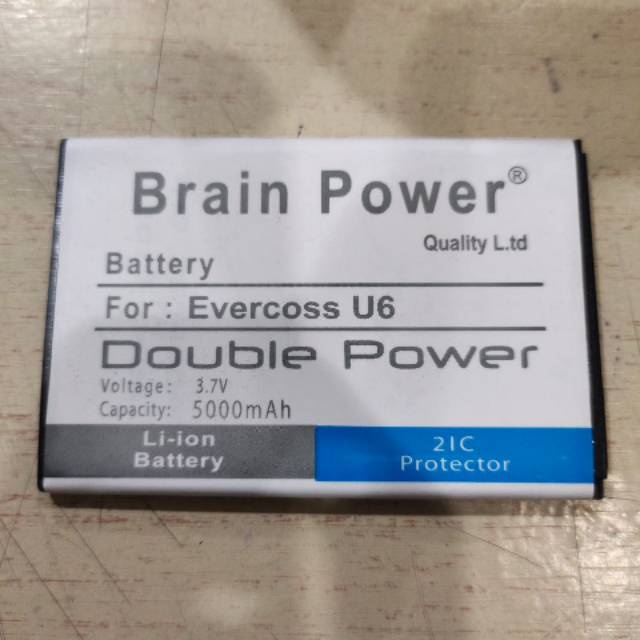 Brain Power®
Quality L.td
Battery
For : Evercoss U6
Double Power
Voltage: 3.7V
Capacity: 5000mAh
Li-ion
Battery
2IC
Protector